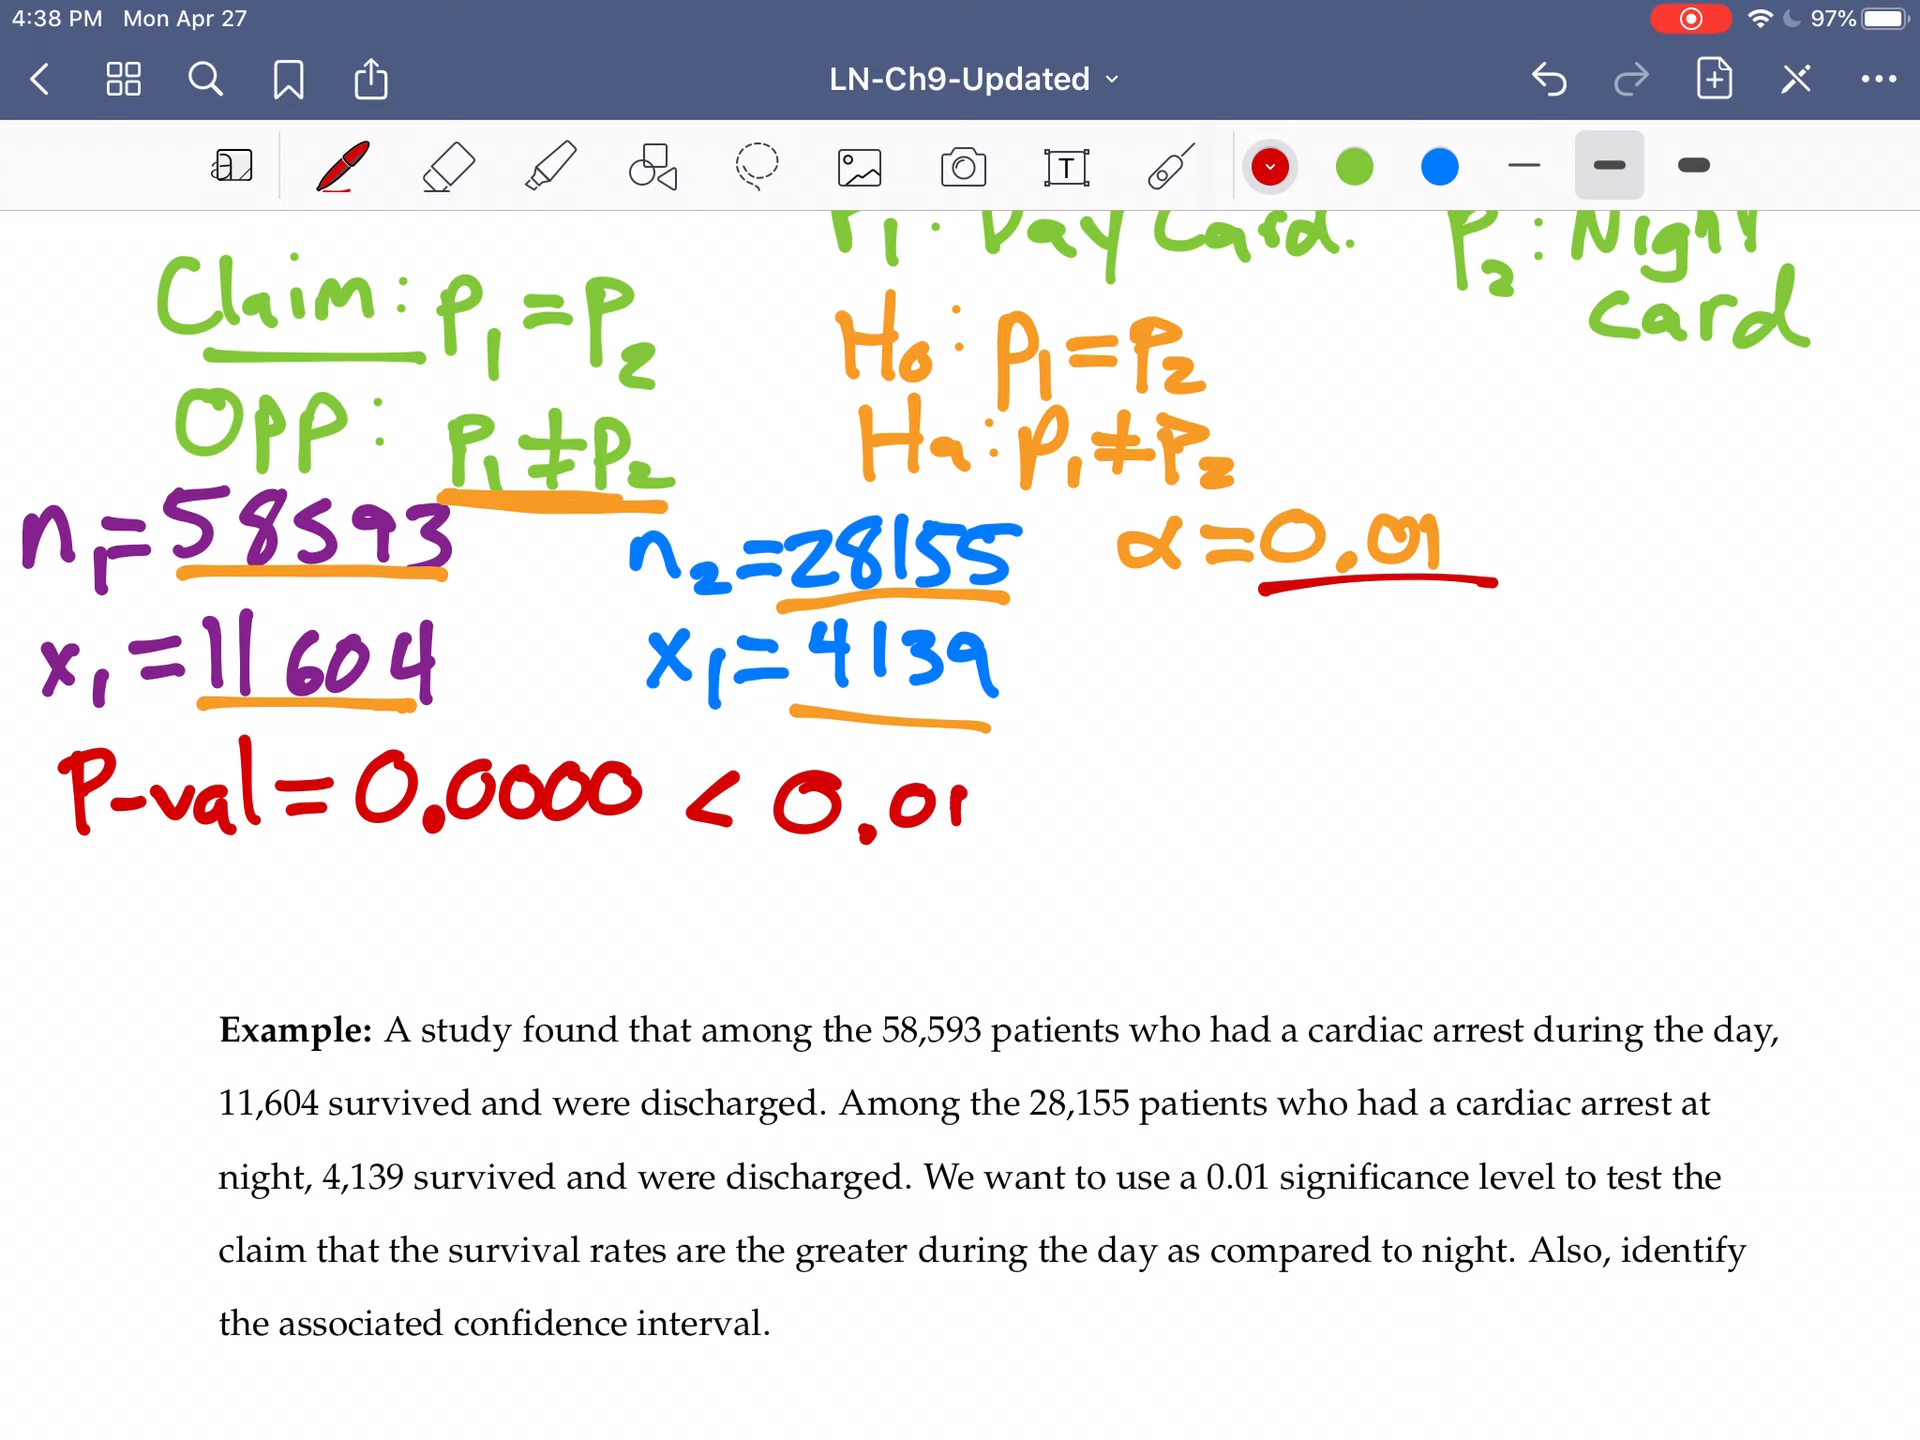 4:38 PM Mon Apr 27
97%
LN-Ch9-Updated
P₁: Day Card. P₂: Night Card
Claim: P₁ = P₂
Opp: P₁ ≠ P₂
Ho: P₁ = P₂
Ha: P₁ ≠ P₂
n₁ = 58593
n₂ = 28155
α = 0.01
x₁ = 11604
x₁ = 4139
P-val = 0.0000 < 0.01
Example: A study found that among the 58,593 patients who had a cardiac arrest during the day,
11,604 survived and were discharged. Among the 28,155 patients who had a cardiac arrest at
night, 4,139 survived and were discharged. We want to use a 0.01 significance level to test the
claim that the survival rates are the greater during the day as compared to night. Also, identify
the associated confidence interval.